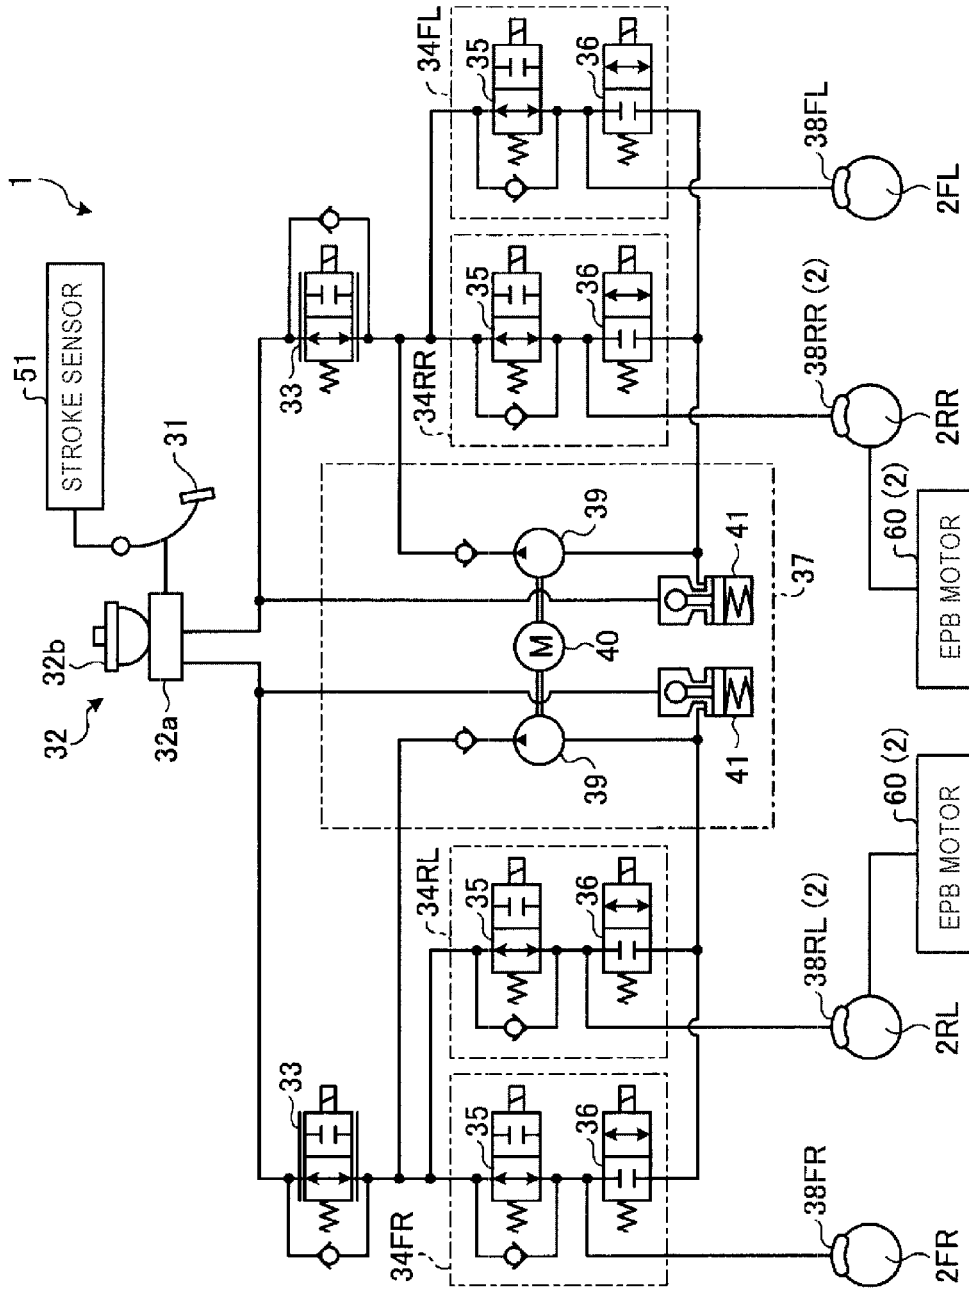 1
32
32b
51
STROKE SENSOR
31
32a
33
33
34FR
34RL
34RR
34FL
35
35
35
35
36
36
36
36
M
39
40
39
41
41
37
38FR
38RL (2)
38RR (2)
38FL
60 (2)
60 (2)
2FR
2RL
2RR
2FL
EPB MOTOR
EPB MOTOR